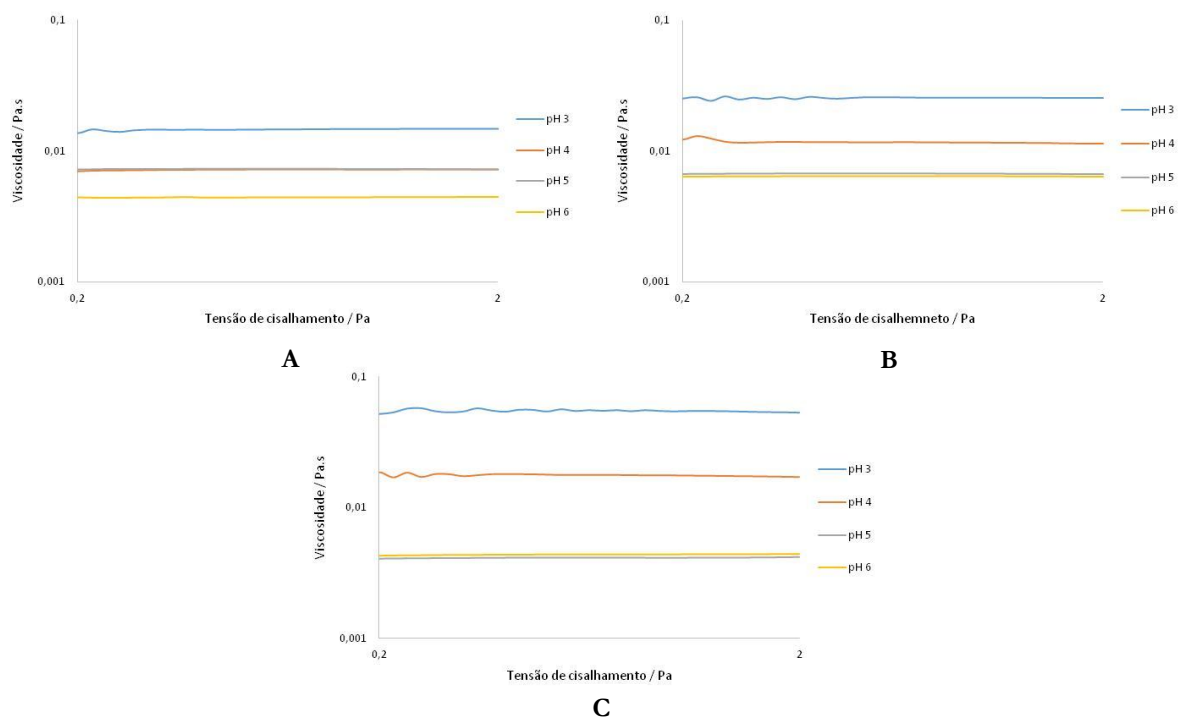 0,1
Viscosidade / Pa.s
0,01
0,001
0,2
2
Tensão de cisalhamento / Pa
pH 3
pH 4
pH 5
pH 6
A
0,1
Viscosidade / Pa.s
0,01
0,001
0,2
2
Tensão de cisalhemneto / Pa
pH 3
pH 4
pH 5
pH 6
B
0,1
Viscosidade / Pa.s
0,01
0,001
0,2
2
Tensão de cisalhamento / Pa
pH 3
pH 4
pH 5
pH 6
C